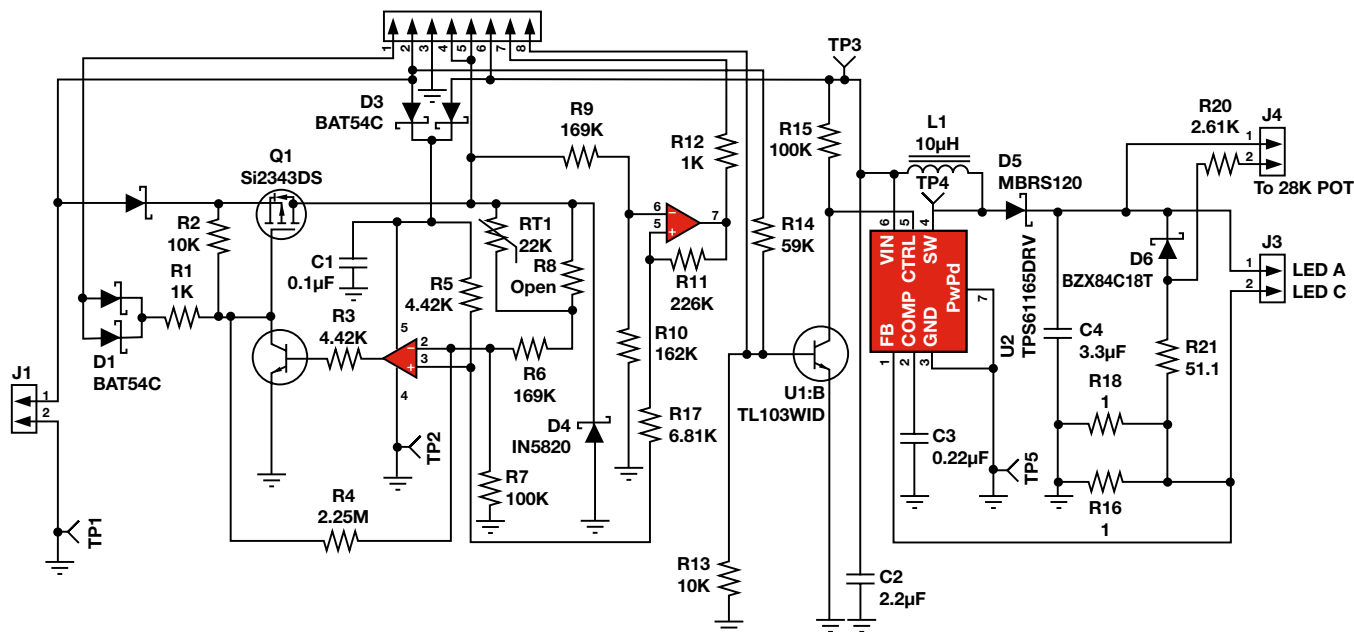 1 2 3 4 5 6 7 8
TP3
D3
BAT54C
R9
169K
R12
1K
R15
100K
L1
10µH
R20
2.61K
J4
1
2
To 28K POT
Q1
Si2343DS
D5
MBRS120
TP4
R2
10K
RT1
22K
6
5
7
R14
59K
6 5 4
VIN CTRL SW
PwPd
7
FB COMP GND
1 2 3
U2
TPS61165DRV
D6
BZX84C18T
J3
1
2
LED A
LED C
R1
1K
C1
0.1µF
R5
4.42K
R8
Open
R11
226K
R3
4.42K
5
2
3
4
R10
162K
C4
3.3µF
R21
51.1
D1
BAT54C
R6
169K
U1:B
TL103WID
R18
1
J1
1
2
D4
IN5820
R17
6.81K
TP2
C3
0.22µF
TP5
R7
100K
R4
2.25M
R16
1
TP1
R13
10K
C2
2.2µF